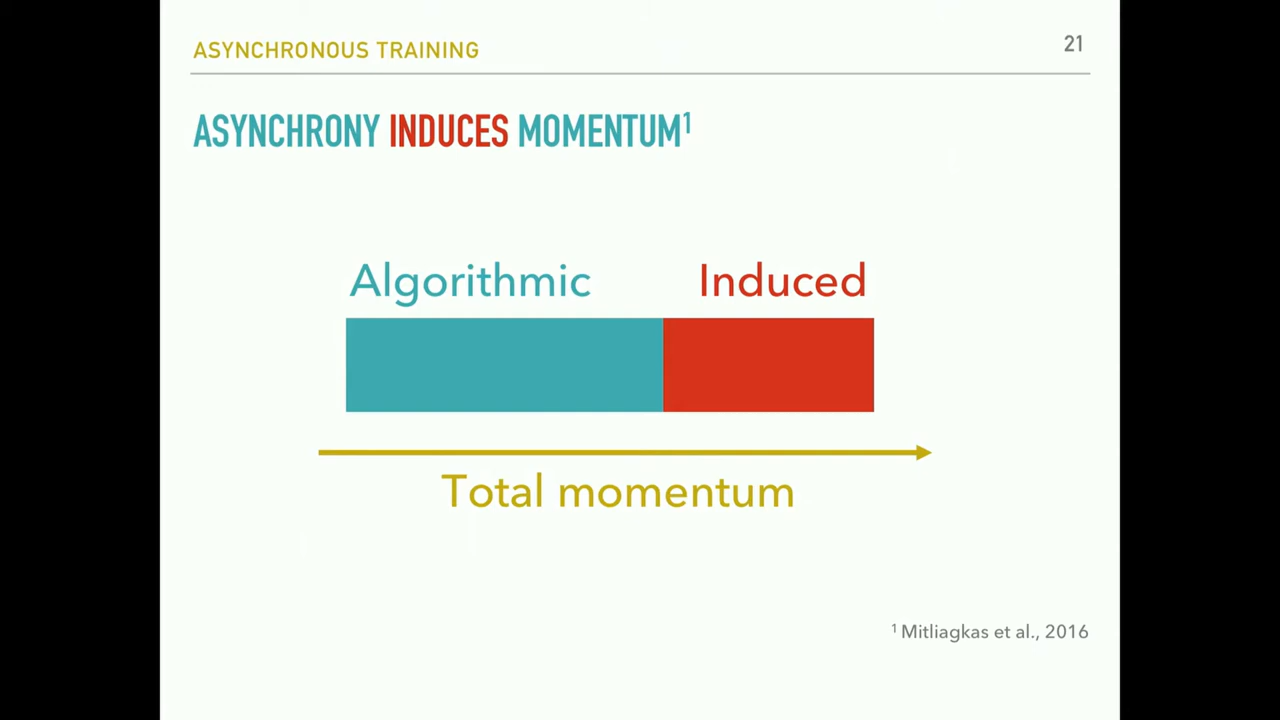 ASYNCHRONOUS TRAINING
21
ASYNCHRONY INDUCES MOMENTUM¹
Algorithmic
Induced
Total momentum
¹ Mitliagkas et al., 2016